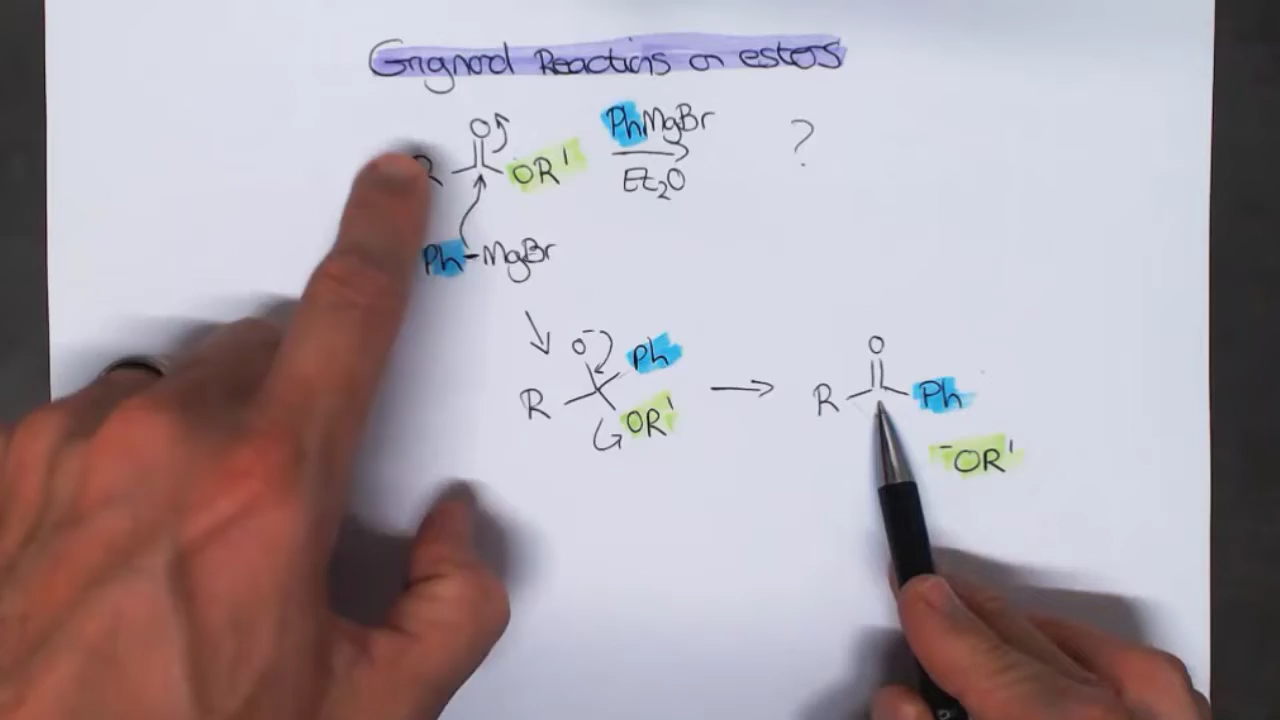 Grignard Reactions on esters
O PhMgBr ?
R OR' Et₂O
Ph-MgBr
O⁻ Ph O
R OR' R Ph
⁻OR'